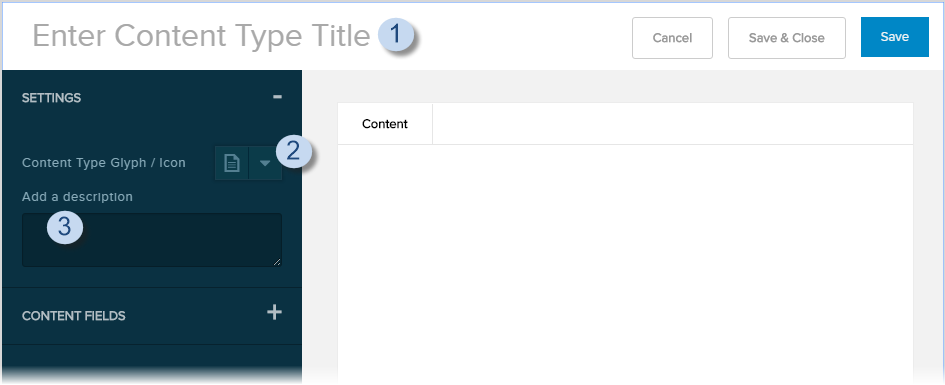 Enter Content Type Title 1
Cancel
Save & Close
Save
SETTINGS
Content
Content Type Glyph / Icon 2
Add a description
3
CONTENT FIELDS